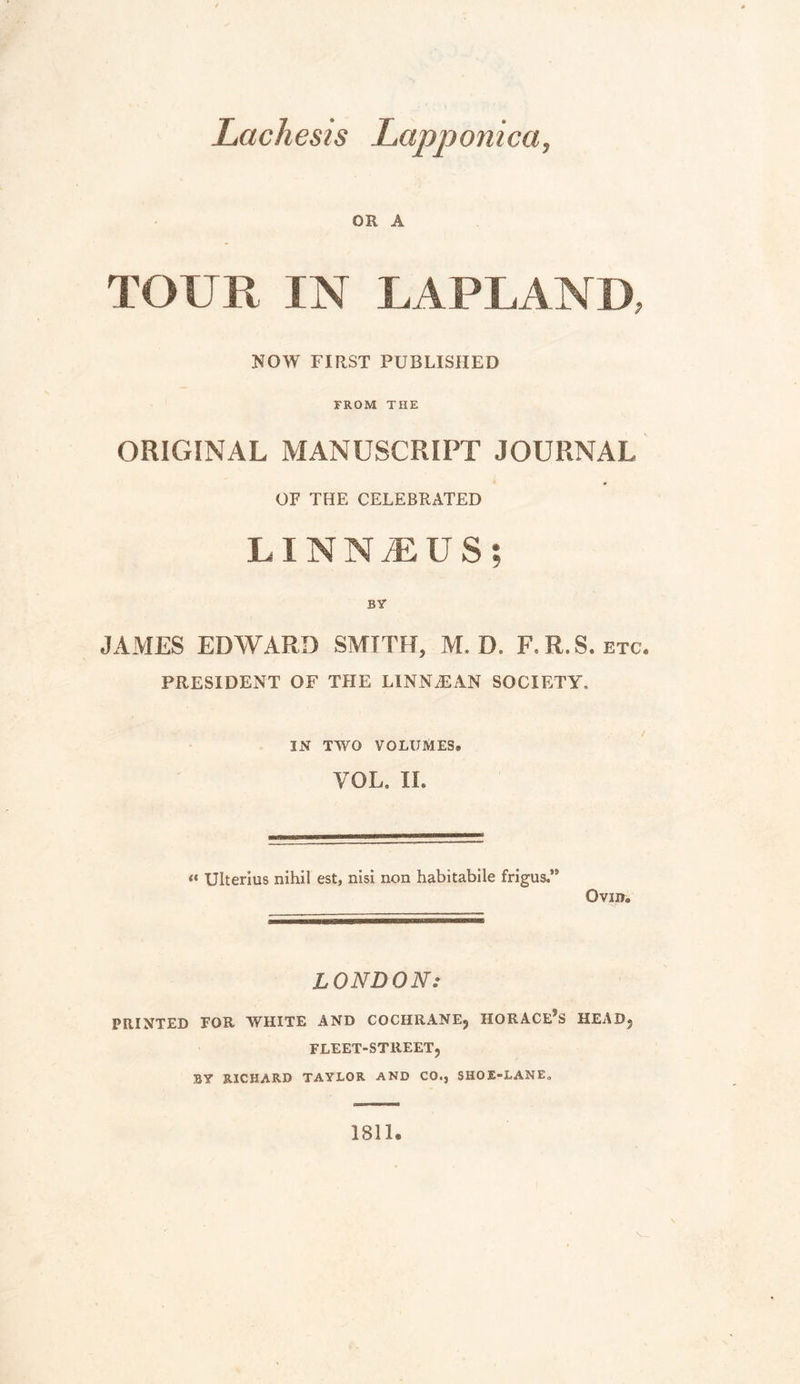 Lachesis Lapponica,
OR A
TOUR IN LAPLAND,
NOW FIRST PUBLISHED
FROM THE
ORIGINAL MANUSCRIPT JOURNAL
OF THE CELEBRATED
LINNÆUS;
BY
JAMES EDWARD SMITH, M. D. F. R. S. ETC.
PRESIDENT OF THE LINNÆAN SOCIETY.
IN TWO VOLUMES.
VOL. II.
“ Ulterius nihil est, nisi non habitabile frigus.”
OVID.
LONDON:
PRINTED FOR WHITE AND COCHRANE, HORACE’S HEAD,
FLEET-STREET,
BY RICHARD TAYLOR AND CO., SHOE-LANE.
1811.